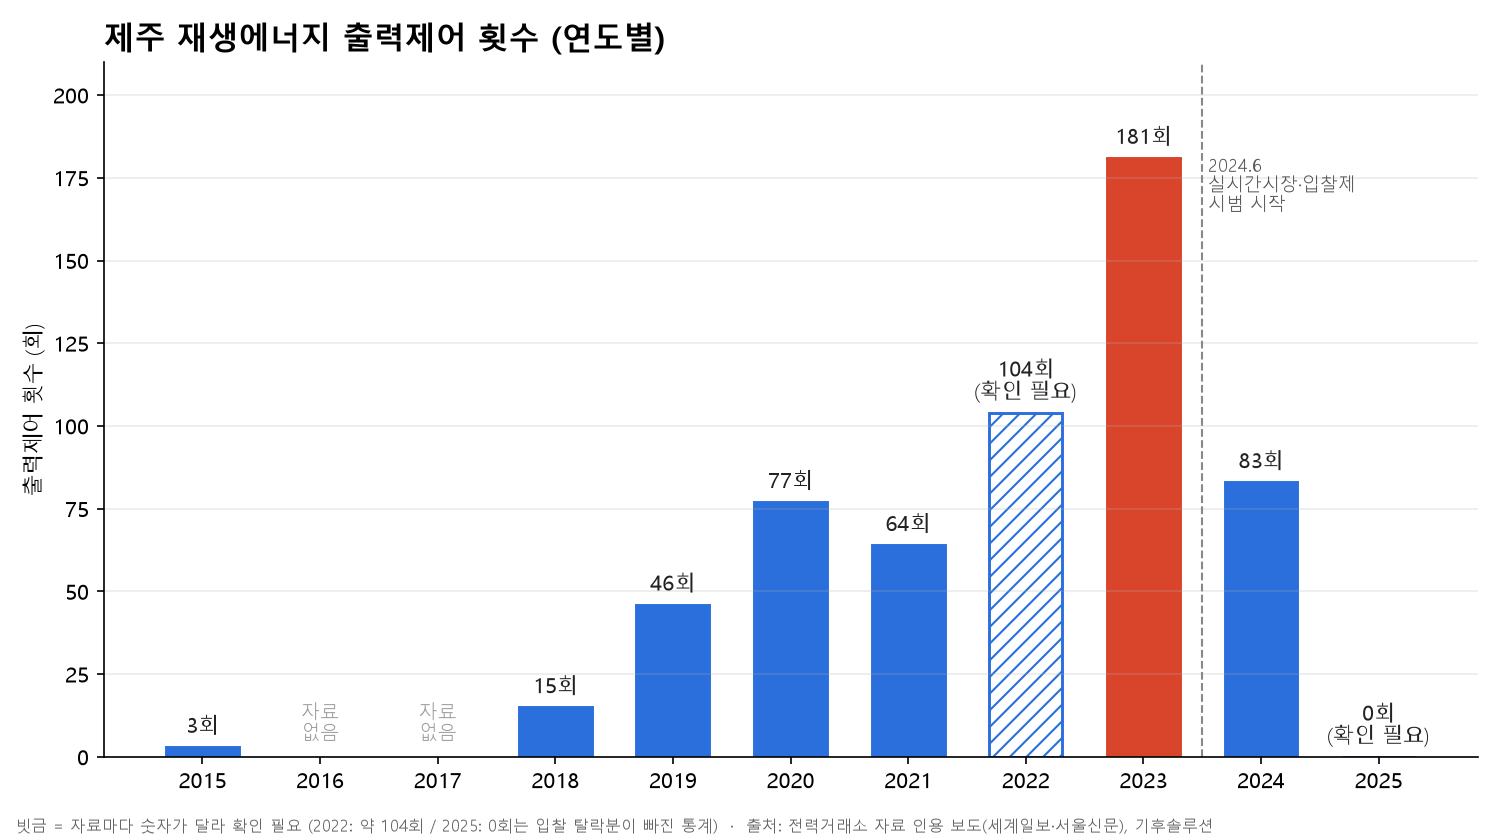 제주 재생에너지 출력제어 횟수 (연도별)
출력제어 횟수 (회)
200
175
150
125
100
75
50
25
0
3회
자료
없음
자료
없음
15회
46회
77회
64회
104회
(확인 필요)
181회
2024.6
실시간시장·입찰제
시범 시작
83회
0회
(확인 필요)
2015
2016
2017
2018
2019
2020
2021
2022
2023
2024
2025
빗금 = 자료마다 숫자가 달라 확인 필요 (2022: 약 104회 / 2025: 0회는 입찰 탈락분이 빠진 통계) · 출처: 전력거래소 자료 인용 보도(세계일보·서울신문), 기후솔루션